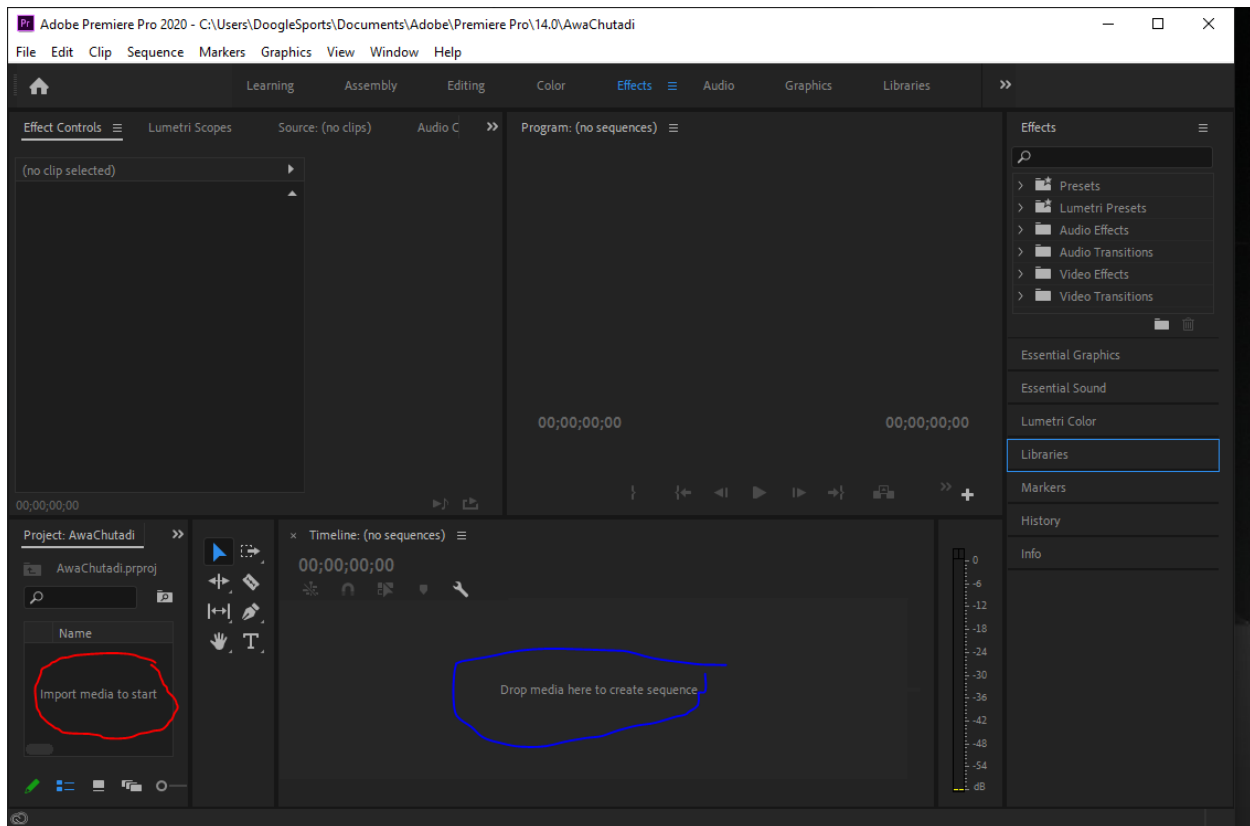 Pr Adobe Premiere Pro 2020 - C:\Users\DoogleSports\Documents\Adobe\Premiere Pro\14.0\AwaChutadi
File Edit Clip Sequence Markers Graphics View Window Help
Learning Assembly Editing Color Effects Audio Graphics Libraries
Effect Controls Lumetri Scopes Source: (no clips) Audio C
(no clip selected)
00;00;00;00
Program: (no sequences)
00;00;00;00 00;00;00;00
Effects
Presets
Lumetri Presets
Audio Effects
Audio Transitions
Video Effects
Video Transitions
Essential Graphics
Essential Sound
Lumetri Color
Libraries
Markers
History
Info
Project: AwaChutadi
AwaChutadi.prproj
Name
Import media to start
Timeline: (no sequences)
00;00;00;00
Drop media here to create sequence
0
-6
-12
-18
-24
-30
-36
-42
-48
-54
dB